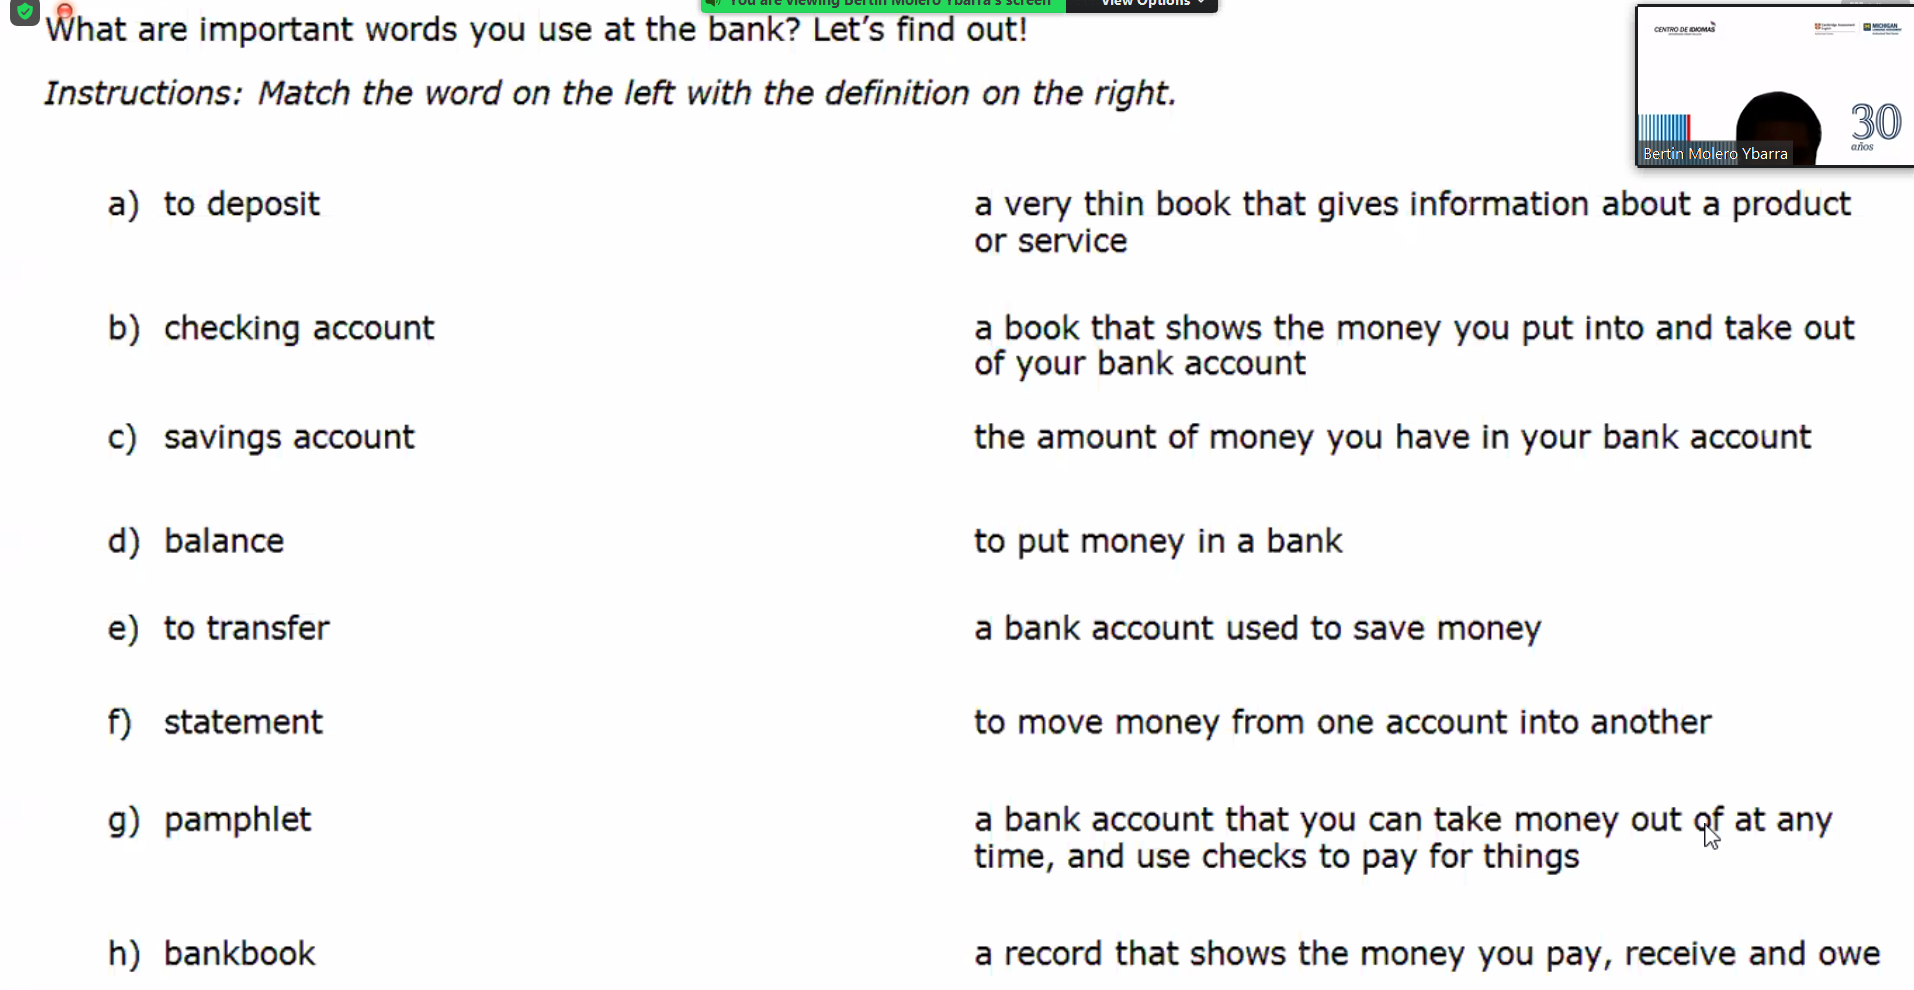 You are viewing Bertin Molero Ybarra's screen View Options
What are important words you use at the bank? Let's find out!
Instructions: Match the word on the left with the definition on the right.
CENTRO DE IDIOMAS
MICHIGAN
30
años
Bertin Molero Ybarra
a) to deposit
a very thin book that gives information about a product
or service
b) checking account
a book that shows the money you put into and take out
of your bank account
c) savings account
the amount of money you have in your bank account
d) balance
to put money in a bank
e) to transfer
a bank account used to save money
f) statement
to move money from one account into another
g) pamphlet
a bank account that you can take money out of at any
time, and use checks to pay for things
h) bankbook
a record that shows the money you pay, receive and owe